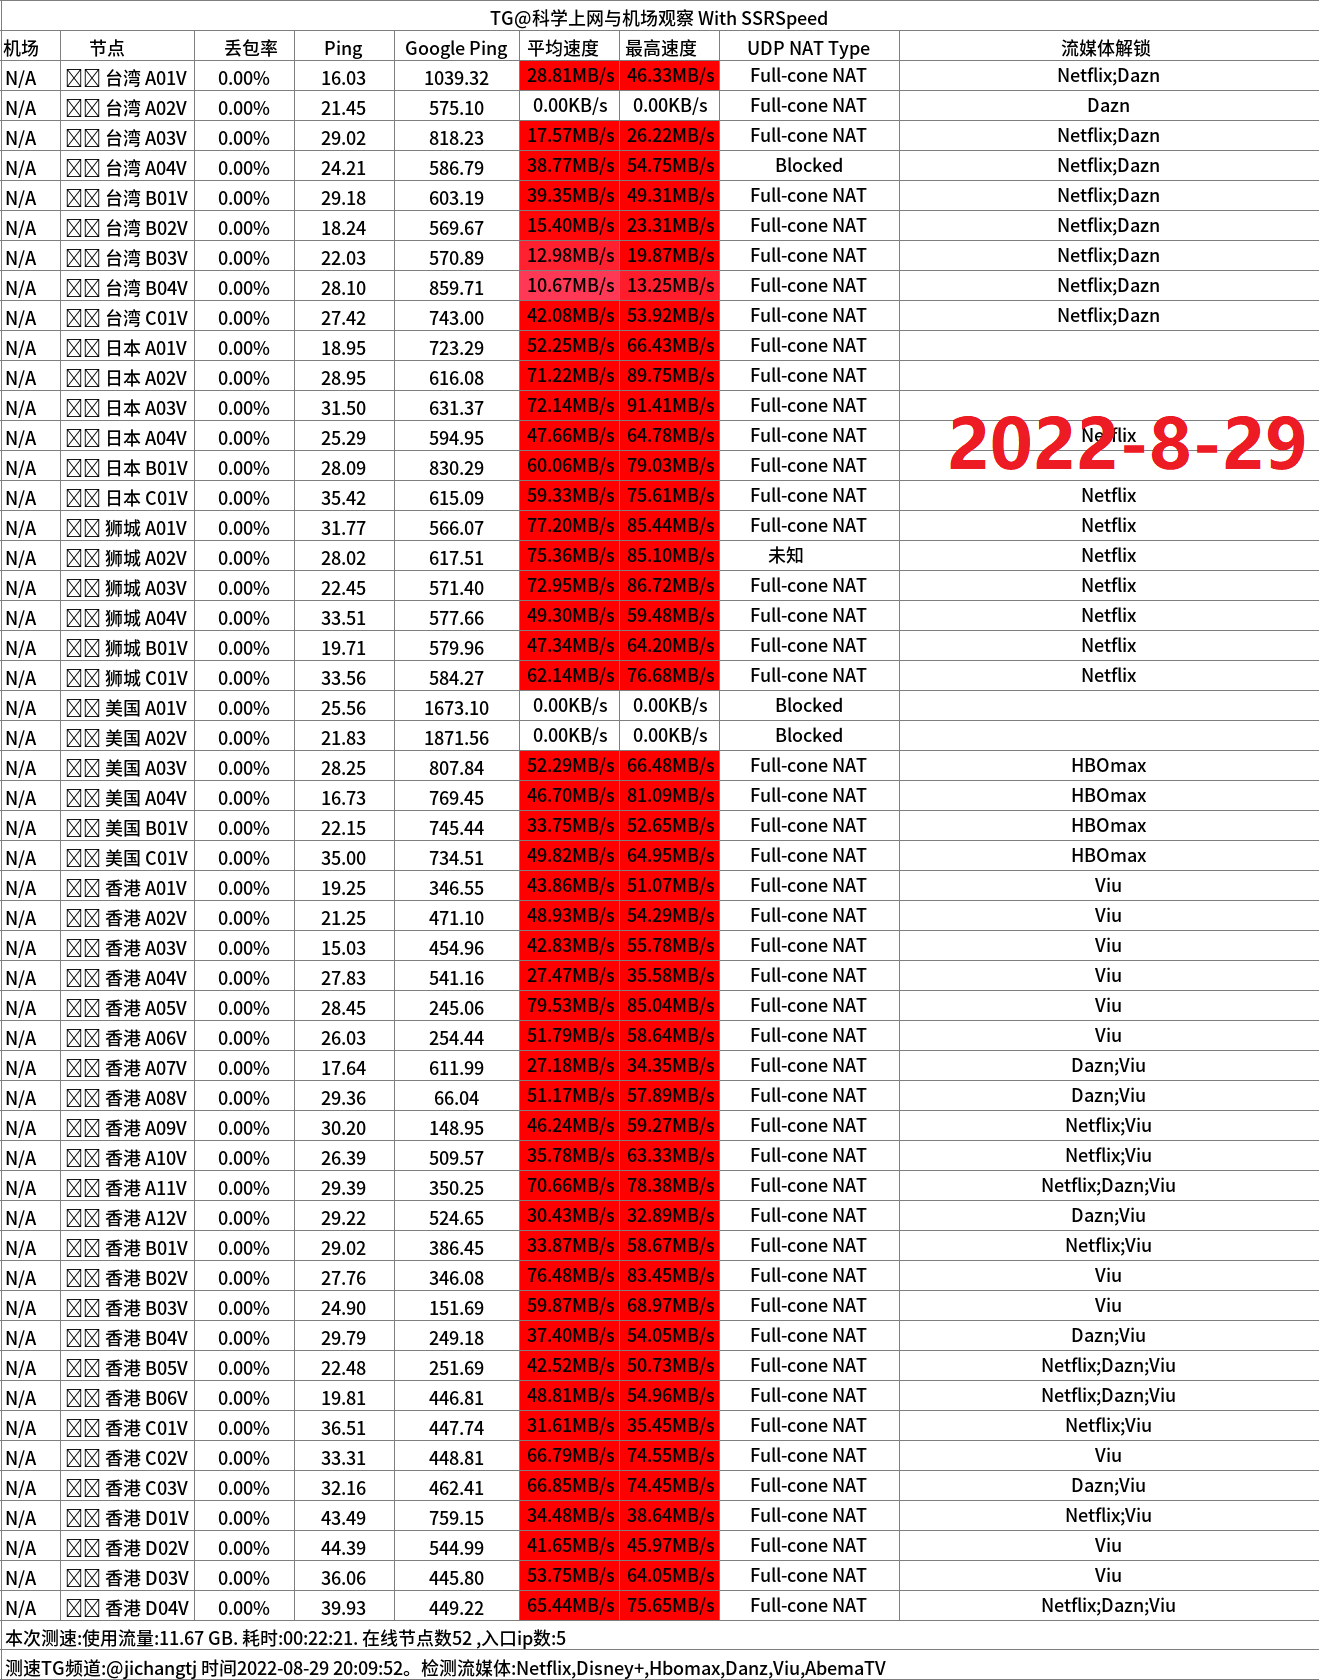 TG@科学上网与机场观察 With SSRSpeed
机场 节点 丢包率 Ping Google Ping 平均速度 最高速度 UDP NAT Type 流媒体解锁
N/A 台湾 A01V 0.00% 16.03 1039.32 28.81MB/s 46.33MB/s Full-cone NAT Netflix;Dazn
N/A 台湾 A02V 0.00% 21.45 575.10 0.00KB/s 0.00KB/s Full-cone NAT Dazn
N/A 台湾 A03V 0.00% 29.02 818.23 17.57MB/s 26.22MB/s Full-cone NAT Netflix;Dazn
N/A 台湾 A04V 0.00% 24.21 586.79 38.77MB/s 54.75MB/s Blocked Netflix;Dazn
N/A 台湾 B01V 0.00% 29.18 603.19 39.35MB/s 49.31MB/s Full-cone NAT Netflix;Dazn
N/A 台湾 B02V 0.00% 18.24 569.67 15.40MB/s 23.31MB/s Full-cone NAT Netflix;Dazn
N/A 台湾 B03V 0.00% 22.03 570.89 12.98MB/s 19.87MB/s Full-cone NAT Netflix;Dazn
N/A 台湾 B04V 0.00% 28.10 859.71 10.67MB/s 13.25MB/s Full-cone NAT Netflix;Dazn
N/A 台湾 C01V 0.00% 27.42 743.00 42.08MB/s 53.92MB/s Full-cone NAT Netflix;Dazn
N/A 日本 A01V 0.00% 18.95 723.29 52.25MB/s 66.43MB/s Full-cone NAT
N/A 日本 A02V 0.00% 28.95 616.08 71.22MB/s 89.75MB/s Full-cone NAT
N/A 日本 A03V 0.00% 31.50 631.37 72.14MB/s 91.41MB/s Full-cone NAT
N/A 日本 A04V 0.00% 25.29 594.95 47.66MB/s 64.78MB/s Full-cone NAT Netflix
2022-8-29
N/A 日本 B01V 0.00% 28.09 830.29 60.06MB/s 79.03MB/s Full-cone NAT
N/A 日本 C01V 0.00% 35.42 615.09 59.33MB/s 75.61MB/s Full-cone NAT Netflix
N/A 狮城 A01V 0.00% 31.77 566.07 77.20MB/s 85.44MB/s Full-cone NAT Netflix
N/A 狮城 A02V 0.00% 28.02 617.51 75.36MB/s 85.10MB/s 未知 Netflix
N/A 狮城 A03V 0.00% 22.45 571.40 72.95MB/s 86.72MB/s Full-cone NAT Netflix
N/A 狮城 A04V 0.00% 33.51 577.66 49.30MB/s 59.48MB/s Full-cone NAT Netflix
N/A 狮城 B01V 0.00% 19.71 579.96 47.34MB/s 64.20MB/s Full-cone NAT Netflix
N/A 狮城 C01V 0.00% 33.56 584.27 62.14MB/s 76.68MB/s Full-cone NAT Netflix
N/A 美国 A01V 0.00% 25.56 1673.10 0.00KB/s 0.00KB/s Blocked
N/A 美国 A02V 0.00% 21.83 1871.56 0.00KB/s 0.00KB/s Blocked
N/A 美国 A03V 0.00% 28.25 807.84 52.29MB/s 66.48MB/s Full-cone NAT HBOmax
N/A 美国 A04V 0.00% 16.73 769.45 46.70MB/s 81.09MB/s Full-cone NAT HBOmax
N/A 美国 B01V 0.00% 22.15 745.44 33.75MB/s 52.65MB/s Full-cone NAT HBOmax
N/A 美国 C01V 0.00% 35.00 734.51 49.82MB/s 64.95MB/s Full-cone NAT HBOmax
N/A 香港 A01V 0.00% 19.25 346.55 43.86MB/s 51.07MB/s Full-cone NAT Viu
N/A 香港 A02V 0.00% 21.25 471.10 48.93MB/s 54.29MB/s Full-cone NAT Viu
N/A 香港 A03V 0.00% 15.03 454.96 42.83MB/s 55.78MB/s Full-cone NAT Viu
N/A 香港 A04V 0.00% 27.83 541.16 27.47MB/s 35.58MB/s Full-cone NAT Viu
N/A 香港 A05V 0.00% 28.45 245.06 79.53MB/s 85.04MB/s Full-cone NAT Viu
N/A 香港 A06V 0.00% 26.03 254.44 51.79MB/s 58.64MB/s Full-cone NAT Viu
N/A 香港 A07V 0.00% 17.64 611.99 27.18MB/s 34.35MB/s Full-cone NAT Dazn;Viu
N/A 香港 A08V 0.00% 29.36 66.04 51.17MB/s 57.89MB/s Full-cone NAT Dazn;Viu
N/A 香港 A09V 0.00% 30.20 148.95 46.24MB/s 59.27MB/s Full-cone NAT Netflix;Viu
N/A 香港 A10V 0.00% 26.39 509.57 35.78MB/s 63.33MB/s Full-cone NAT Netflix;Viu
N/A 香港 A11V 0.00% 29.39 350.25 70.66MB/s 78.38MB/s Full-cone NAT Netflix;Dazn;Viu
N/A 香港 A12V 0.00% 29.22 524.65 30.43MB/s 32.89MB/s Full-cone NAT Dazn;Viu
N/A 香港 B01V 0.00% 29.02 386.45 33.87MB/s 58.67MB/s Full-cone NAT Netflix;Viu
N/A 香港 B02V 0.00% 27.76 346.08 76.48MB/s 83.45MB/s Full-cone NAT Viu
N/A 香港 B03V 0.00% 24.90 151.69 59.87MB/s 68.97MB/s Full-cone NAT Viu
N/A 香港 B04V 0.00% 29.79 249.18 37.40MB/s 54.05MB/s Full-cone NAT Dazn;Viu
N/A 香港 B05V 0.00% 22.48 251.69 42.52MB/s 50.73MB/s Full-cone NAT Netflix;Dazn;Viu
N/A 香港 B06V 0.00% 19.81 446.81 48.81MB/s 54.96MB/s Full-cone NAT Netflix;Dazn;Viu
N/A 香港 C01V 0.00% 36.51 447.74 31.61MB/s 35.45MB/s Full-cone NAT Netflix;Viu
N/A 香港 C02V 0.00% 33.31 448.81 66.79MB/s 74.55MB/s Full-cone NAT Viu
N/A 香港 C03V 0.00% 32.16 462.41 66.85MB/s 74.45MB/s Full-cone NAT Dazn;Viu
N/A 香港 D01V 0.00% 43.49 759.15 34.48MB/s 38.64MB/s Full-cone NAT Netflix;Viu
N/A 香港 D02V 0.00% 44.39 544.99 41.65MB/s 45.97MB/s Full-cone NAT Viu
N/A 香港 D03V 0.00% 36.06 445.80 53.75MB/s 64.05MB/s Full-cone NAT Viu
N/A 香港 D04V 0.00% 39.93 449.22 65.44MB/s 75.65MB/s Full-cone NAT Netflix;Dazn;Viu
本次测速:使用流量:11.67 GB. 耗时:00:22:21. 在线节点数52 ,入口ip数:5
测速TG频道:@jichangtj 时间2022-08-29 20:09:52。检测流媒体:Netflix,Disney+,Hbomax,Danz,Viu,AbemaTV